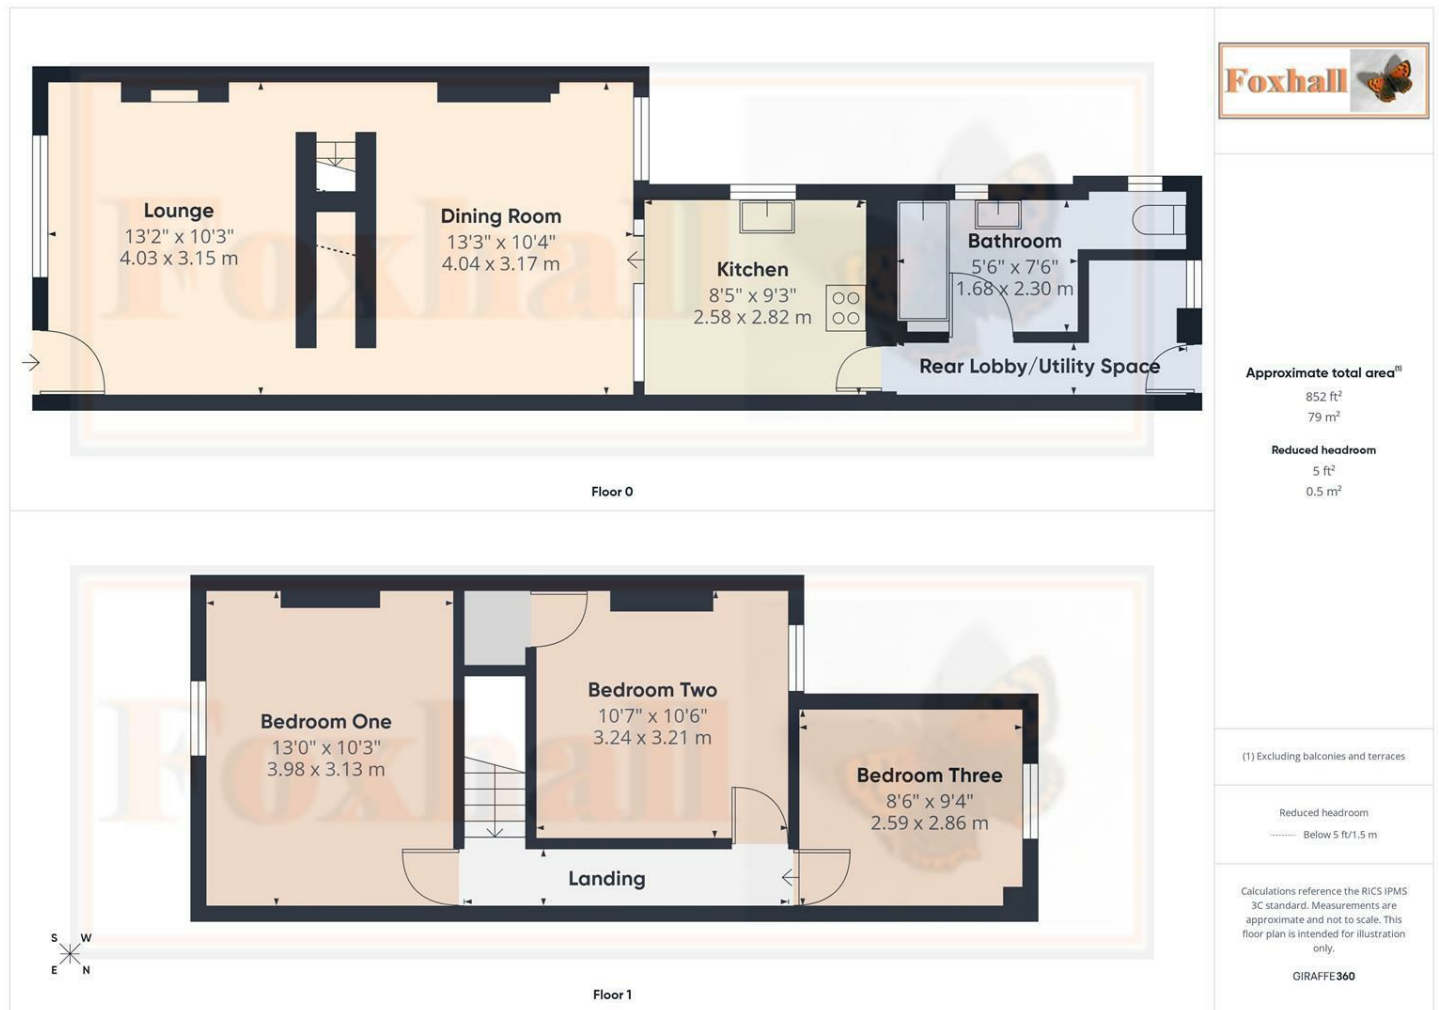 Foxhall
Lounge
13'2" x 10'3"
4.03 x 3.15 m
Dining Room
13'3" x 10'4"
4.04 x 3.17 m
Kitchen
8'5" x 9'3"
2.58 x 2.82 m
Bathroom
5'6" x 7'6"
1.68 x 2.30 m
Rear Lobby/Utility Space
Foxhall
Floor 0
Bedroom One
13'0" x 10'3"
3.98 x 3.13 m
Bedroom Two
10'7" x 10'6"
3.24 x 3.21 m
Bedroom Three
8'6" x 9'4"
2.59 x 2.86 m
Landing
Foxhall
S W
E N
Floor 1
Approximate total area(1)
852 ft²
79 m²
Reduced headroom
5 ft²
0.5 m²
(1) Excluding balconies and terraces
Reduced headroom
Below 5 ft/1.5 m
Calculations reference the RICS IPMS
3C standard. Measurements are
approximate and not to scale. This
floor plan is intended for illustration
only.
GIRAFFE360